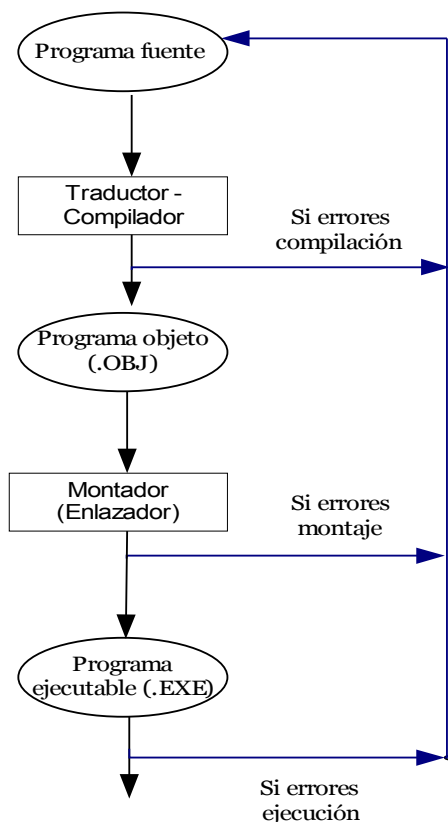 Programa fuente
Traductor -
Compilador
Si errores
compilación
Programa objeto
(.OBJ)
Montador
(Enlazador)
Si errores
montaje
Programa
ejecutable (.EXE)
Si errores
ejecución